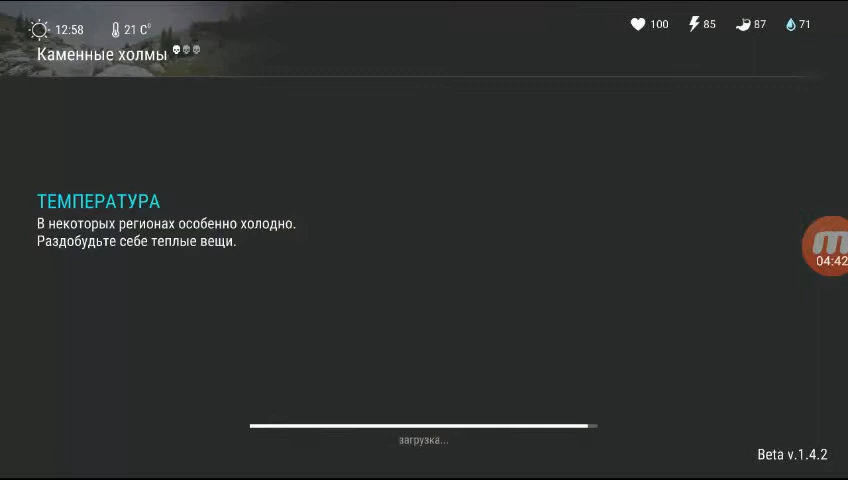 12:58
21 C°
100
85
87
71
Каменные холмы
ТЕМПЕРАТУРА
В некоторых регионах особенно холодно.
Раздобудьте себе теплые вещи.
04:42
загрузка...
Beta v.1.4.2